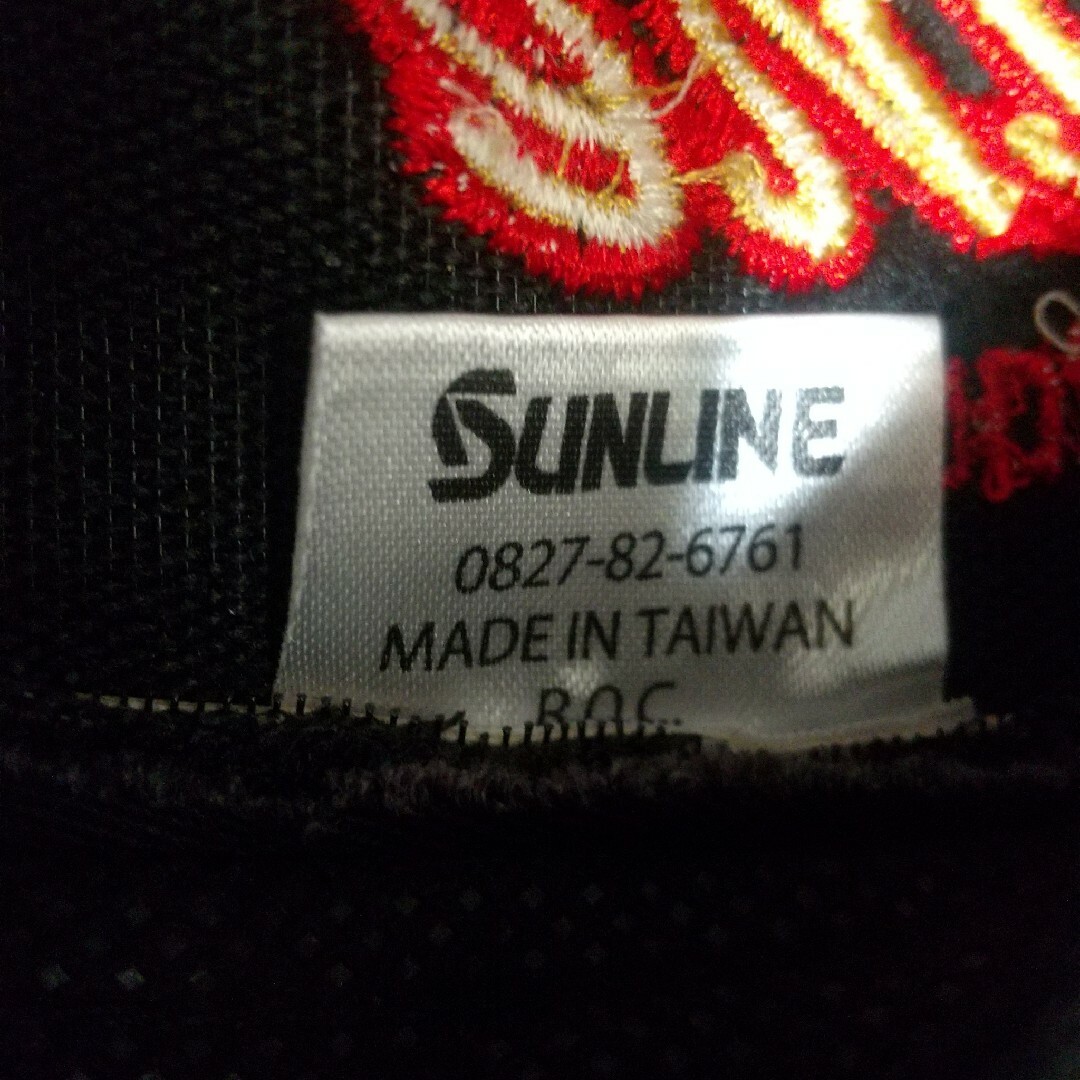 SUNLINE
0827-82-6761
MADE IN TAIWAN
R.O.C.